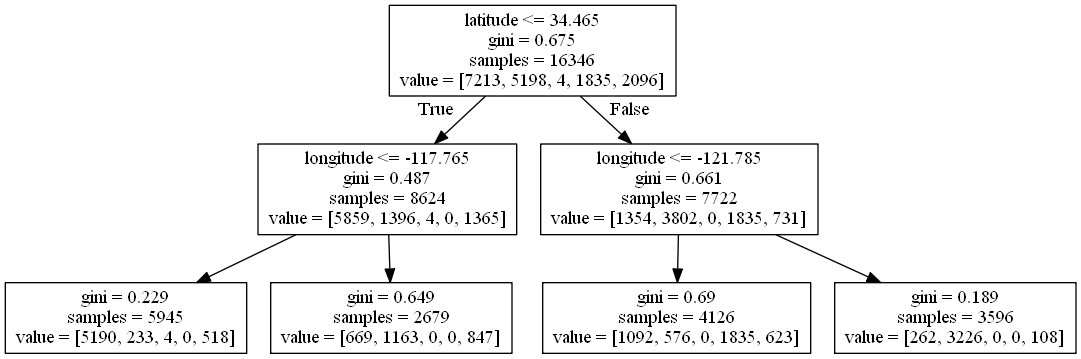 latitude <= 34.465
gini = 0.675
samples = 16346
value = [7213, 5198, 4, 1835, 2096]
True
False
longitude <= -117.765
gini = 0.487
samples = 8624
value = [5859, 1396, 4, 0, 1365]
longitude <= -121.785
gini = 0.661
samples = 7722
value = [1354, 3802, 0, 1835, 731]
gini = 0.229
samples = 5945
value = [5190, 233, 4, 0, 518]
gini = 0.649
samples = 2679
value = [669, 1163, 0, 0, 847]
gini = 0.69
samples = 4126
value = [1092, 576, 0, 1835, 623]
gini = 0.189
samples = 3596
value = [262, 3226, 0, 0, 108]